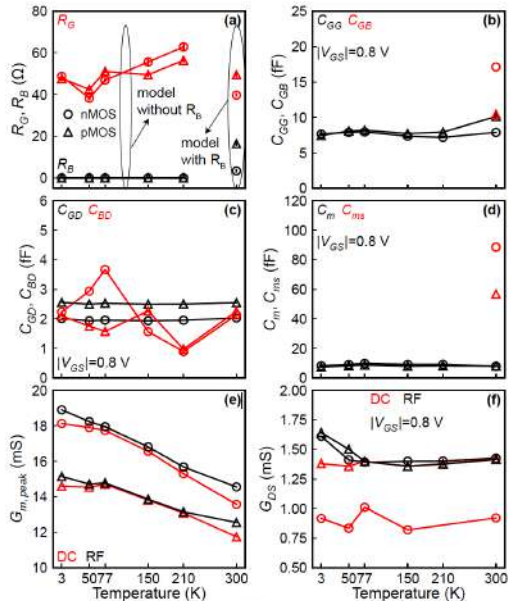 R_G (a)
80
60
40
20
0
R_G, R_B (Ω)
nMOS
pMOS
R_B
model without R_B
model with R_B
C_GG C_GB (b)
|V_GS|=0.8 V
40
30
20
10
0
C_GG, C_GB (fF)
C_GD C_BD (c)
6
5
4
3
2
1
0
C_GD, C_BD (fF)
|V_GS|=0.8 V
C_m C_ms (d)
|V_GS|=0.8 V
120
100
80
60
40
20
0
C_m, C_ms (fF)
(e)
20
18
16
14
12
10
G_m,peak (mS)
DC RF
3 50 77 150 210 300
Temperature (K)
DC RF (f)
|V_GS|=0.8 V
1.75
1.50
1.25
1.00
0.75
0.50
G_DS (mS)
3 50 77 150 210 300
Temperature (K)